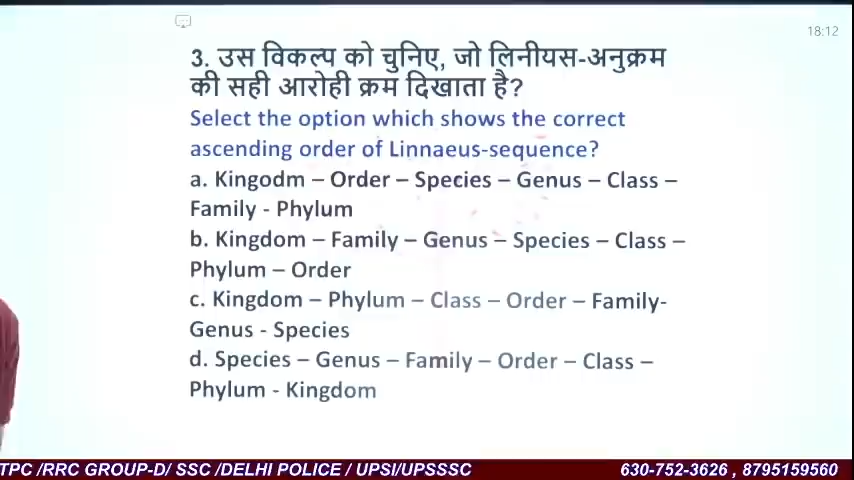 18:12
3. उस विकल्प को चुनिए, जो लिनीयस-अनुक्रम
की सही आरोही क्रम दिखाता है?
Select the option which shows the correct
ascending order of Linnaeus-sequence?
a. Kingodm – Order – Species – Genus – Class –
Family - Phylum
b. Kingdom – Family – Genus – Species – Class –
Phylum – Order
c. Kingdom – Phylum – Class – Order – Family-
Genus - Species
d. Species – Genus – Family – Order – Class –
Phylum - Kingdom
TPC /RRC GROUP-D/ SSC /DELHI POLICE / UPSI/UPSSSC 630-752-3626 , 8795159560